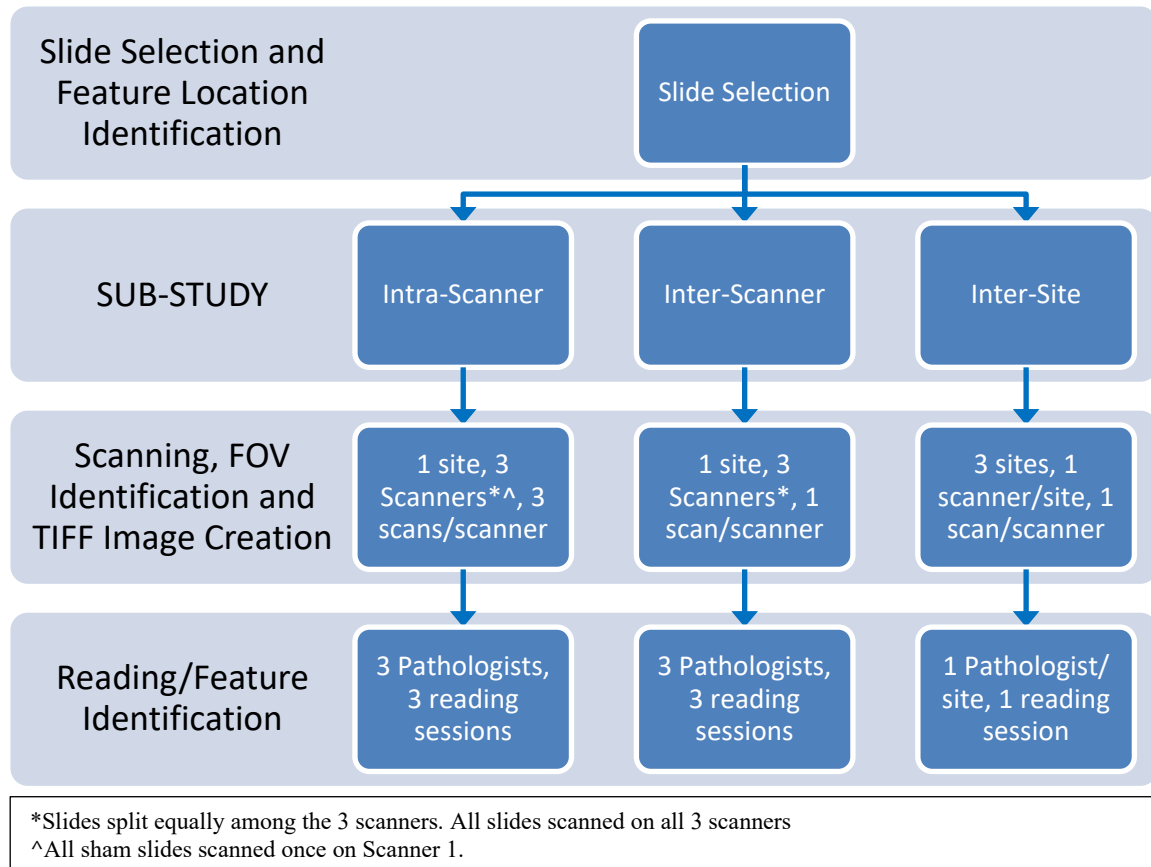 Slide Selection and
Feature Location
Identification
Slide Selection
SUB-STUDY
Intra-Scanner
Inter-Scanner
Inter-Site
Scanning, FOV
Identification and
TIFF Image Creation
1 site, 3
Scanners*^, 3
scans/scanner
1 site, 3
Scanners*, 1
scan/scanner
3 sites, 1
scanner/site, 1
scan/scanner
Reading/Feature
Identification
3 Pathologists,
3 reading
sessions
3 Pathologists,
3 reading
sessions
1 Pathologist/
site, 1 reading
session
*Slides split equally among the 3 scanners. All slides scanned on all 3 scanners
^All sham slides scanned once on Scanner 1.